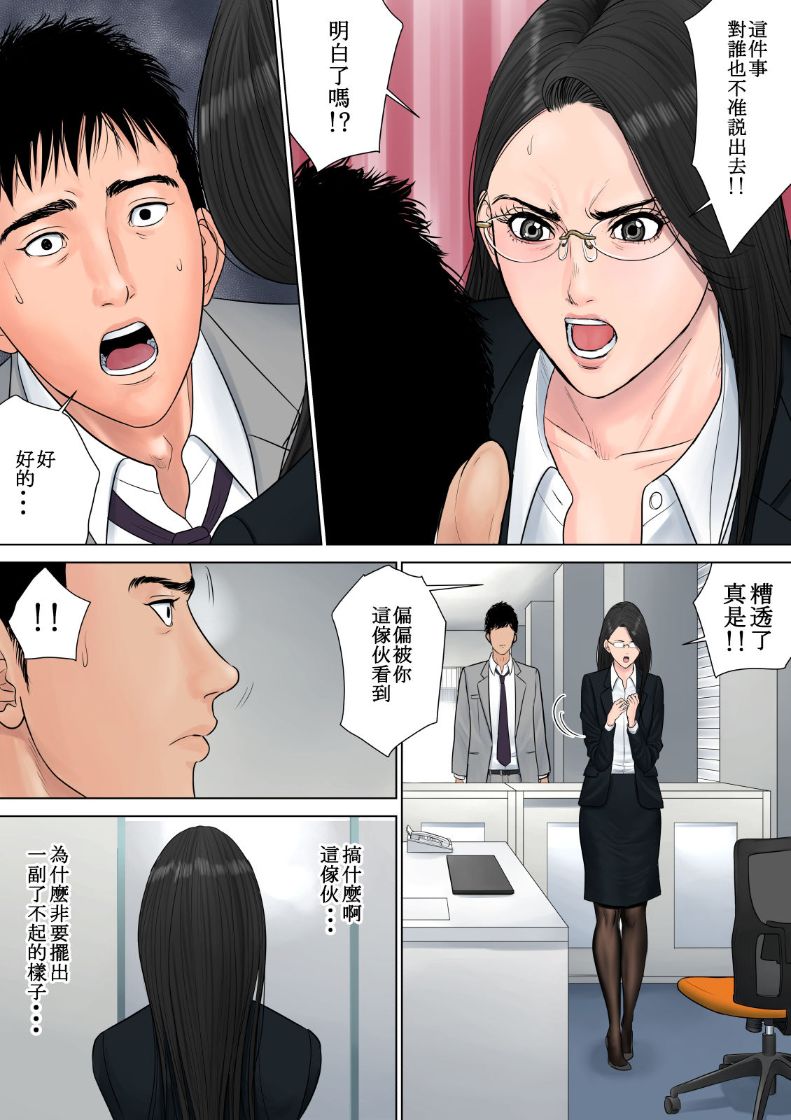 這件事
對誰也不准說出去!!
明白了嗎!?
好
好的...
糟透了
真是!!
偏偏被你
這傢伙看到
!!
搞什麼啊
這傢伙...
為什麼非要擺出
一副了不起的樣子...